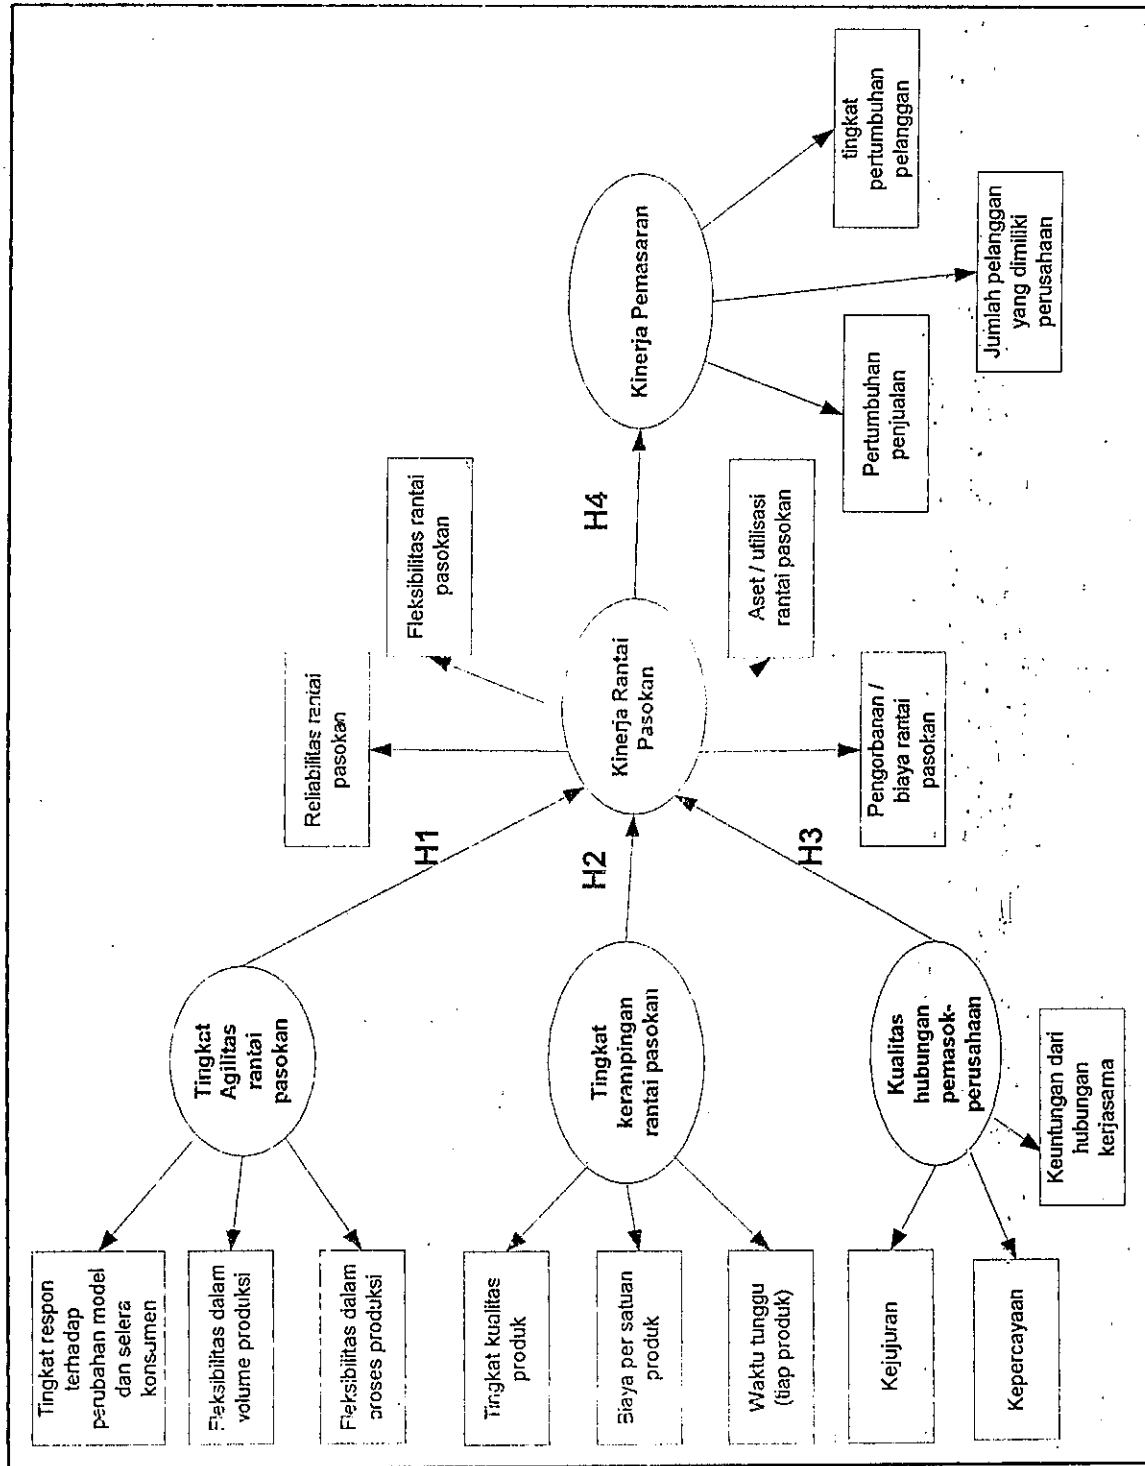 Tingkat respon
terhadap
perubahan model
dan selera
konsumen
Fleksibilitas dalam
volume produksi
Fleksibilitas dalam
proses produksi
Tingkat kualitas
produk
Biaya per satuan
produk
Waktu tunggu
(tiap produk)
Kejujuran
Kepercayaan
Keuntungan dari
hubungan
kerjasama
Tingkat
Agilitas
rantai
pasokan
Tingkat
kerampingan
rantai pasokan
Kualitas
hubungan
pemasok-
perusahaan
H1
H2
H3
Reliabilitas rantai
pasokan
Fleksibilitas rantai
pasokan
Kinerja Rantai
Pasokan
Pengorbanan /
biaya rantai
pasokan
Aset / utilisasi
rantai pasokan
H4
Kinerja Pemasaran
Pertumbuhan
penjualan
Jumlah pelanggan
yang dimiliki
perusahaan
tingkat
pertumbuhan
pelanggan